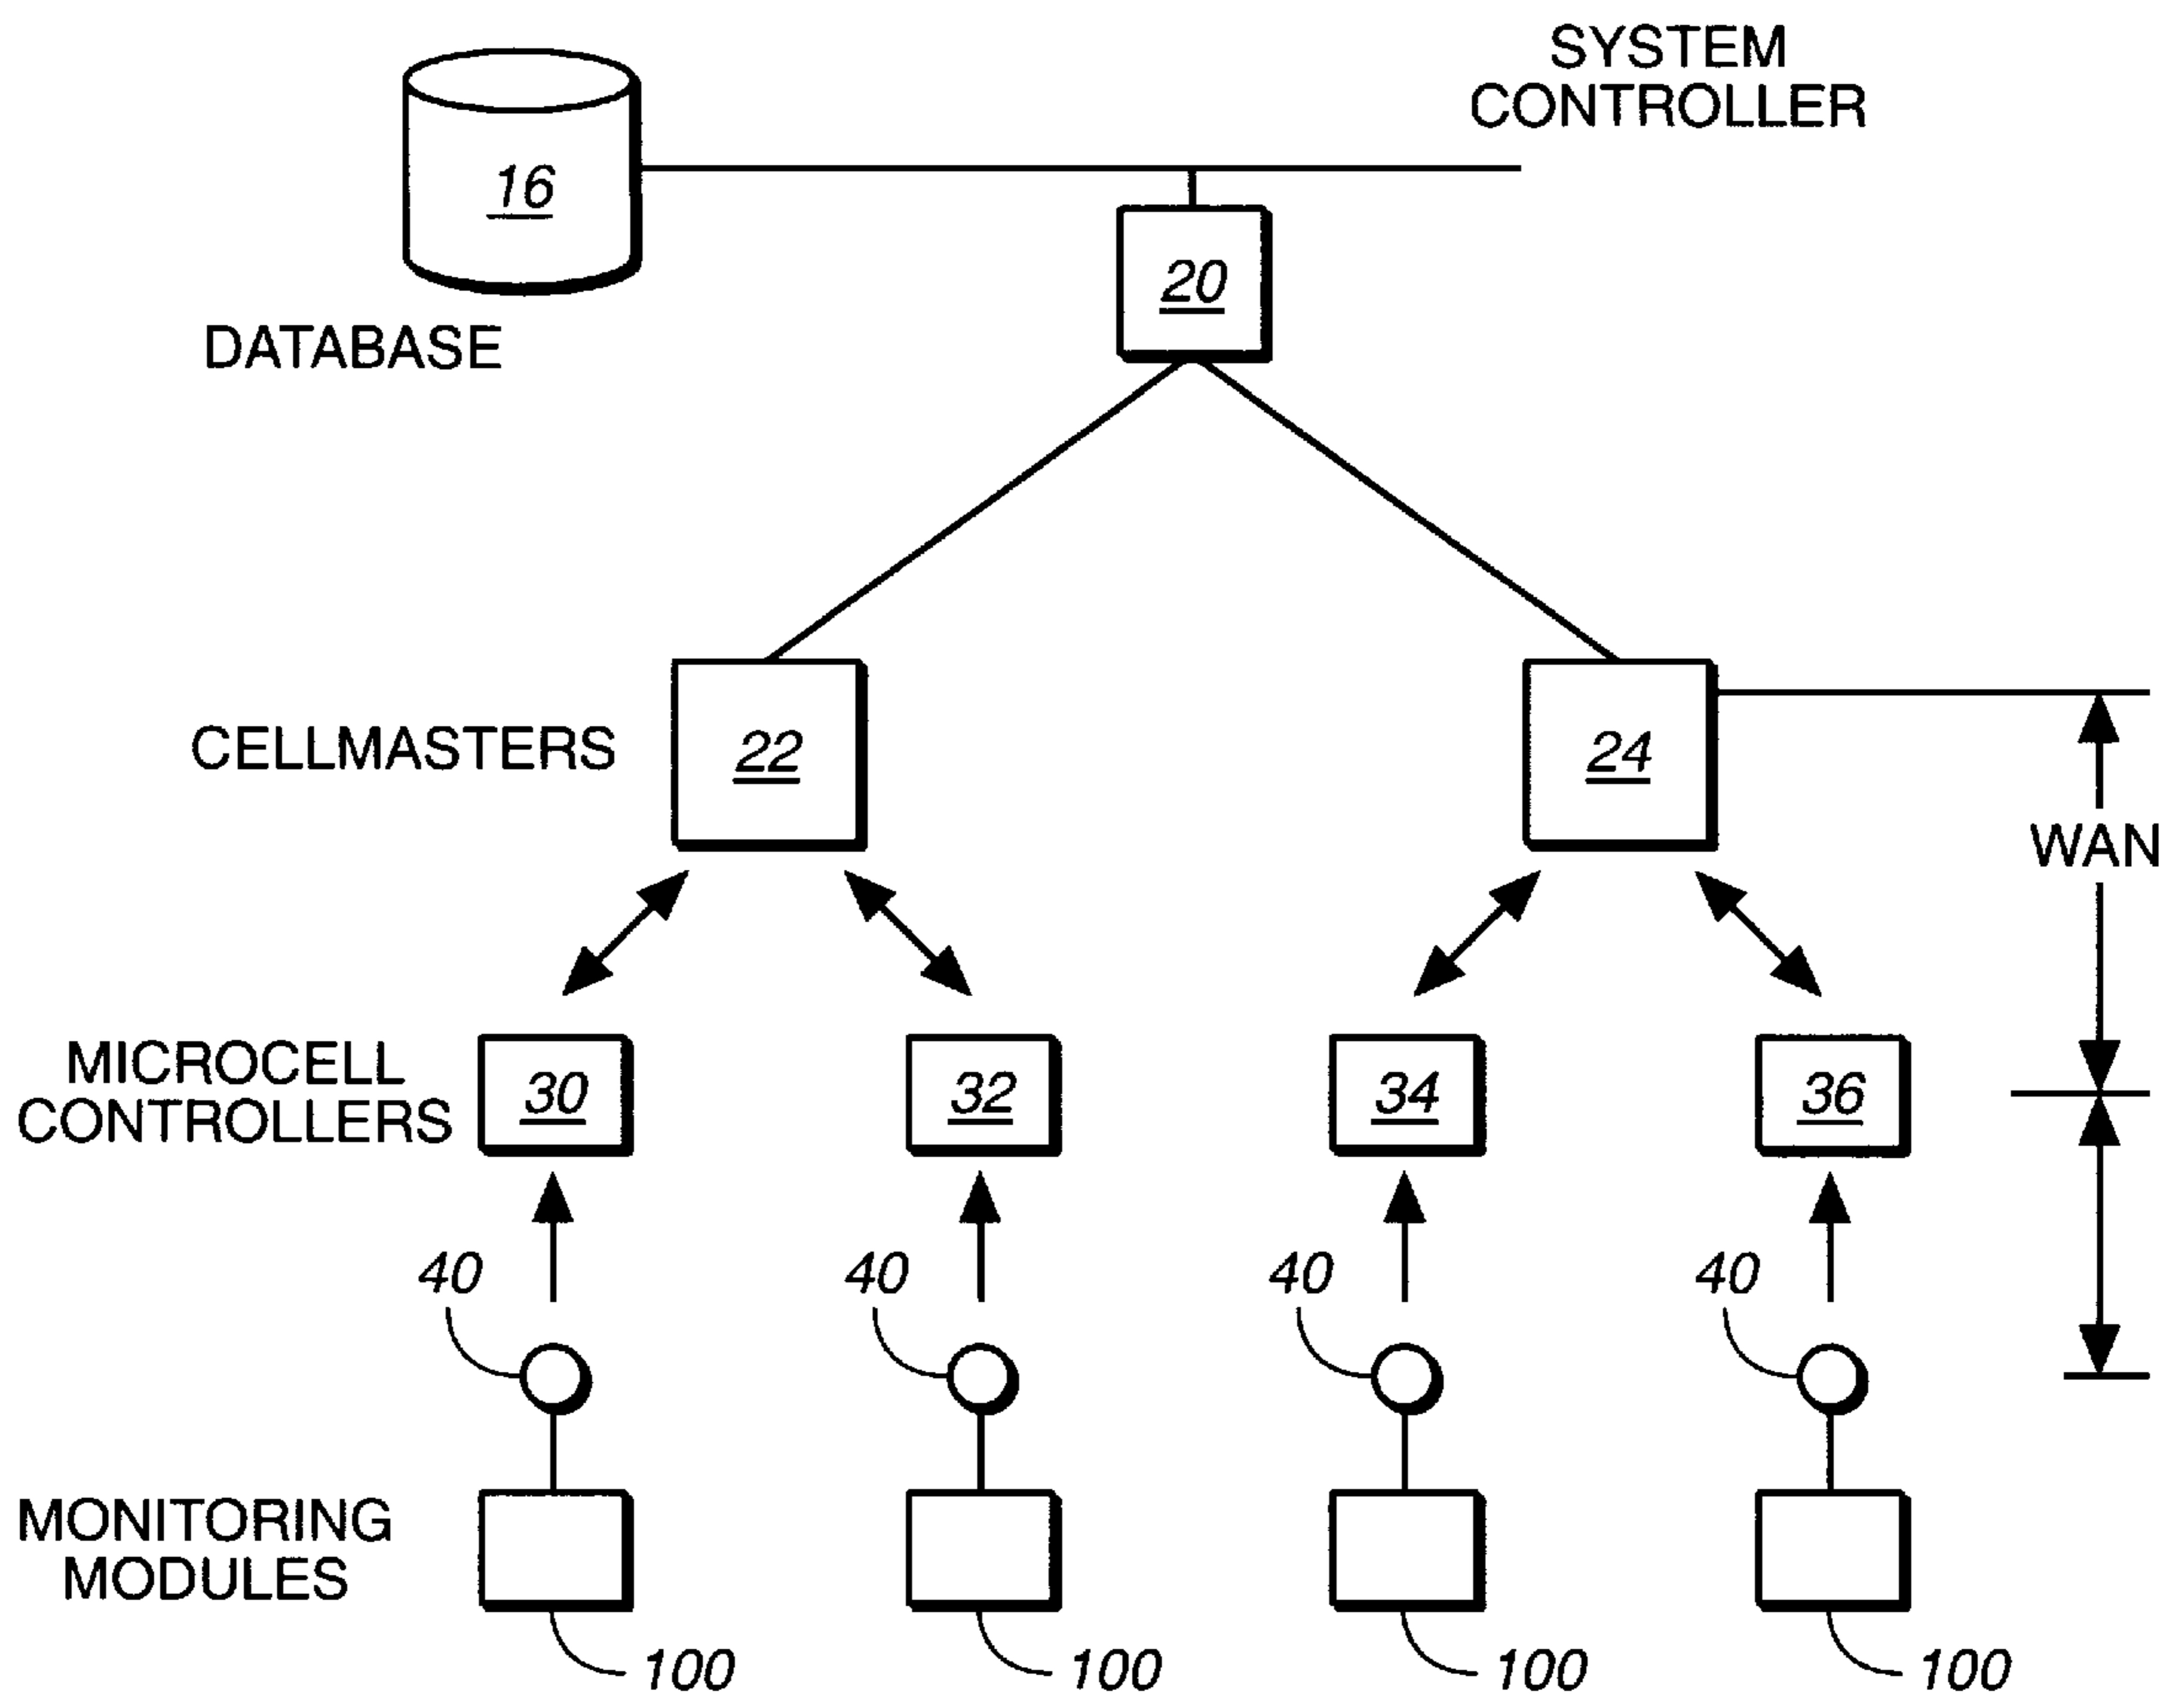 SYSTEM
CONTROLLER
16
20
DATABASE
CELLMASTERS
22
24
WAN
MICROCELL
CONTROLLERS
30
32
34
36
40
40
40
40
MONITORING
MODULES
100
100
100
100